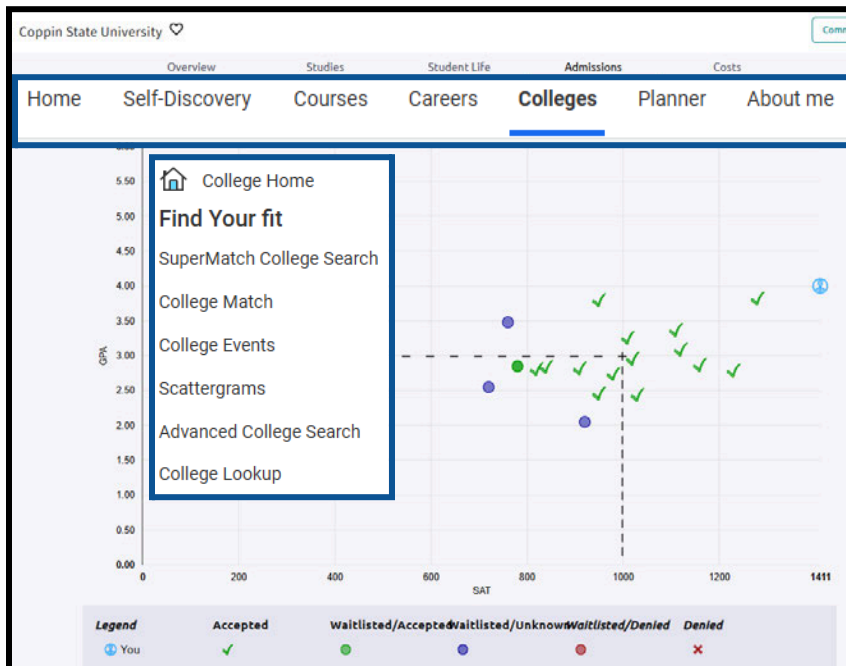 Coppin State University
Comm
Overview Studies Student Life Admissions Costs
Home Self-Discovery Courses Careers Colleges Planner About me
College Home
Find Your fit
SuperMatch College Search
College Match
College Events
Scattergrams
Advanced College Search
College Lookup
5.50
5.00
4.50
4.00
3.50
3.00
2.50
2.00
1.50
1.00
0.50
0.00
GPA
0 200 400 600 800 1000 1200 1411
SAT
Legend Accepted Waitlisted/Accepted Waitlisted/Unknown Waitlisted/Denied Denied
You